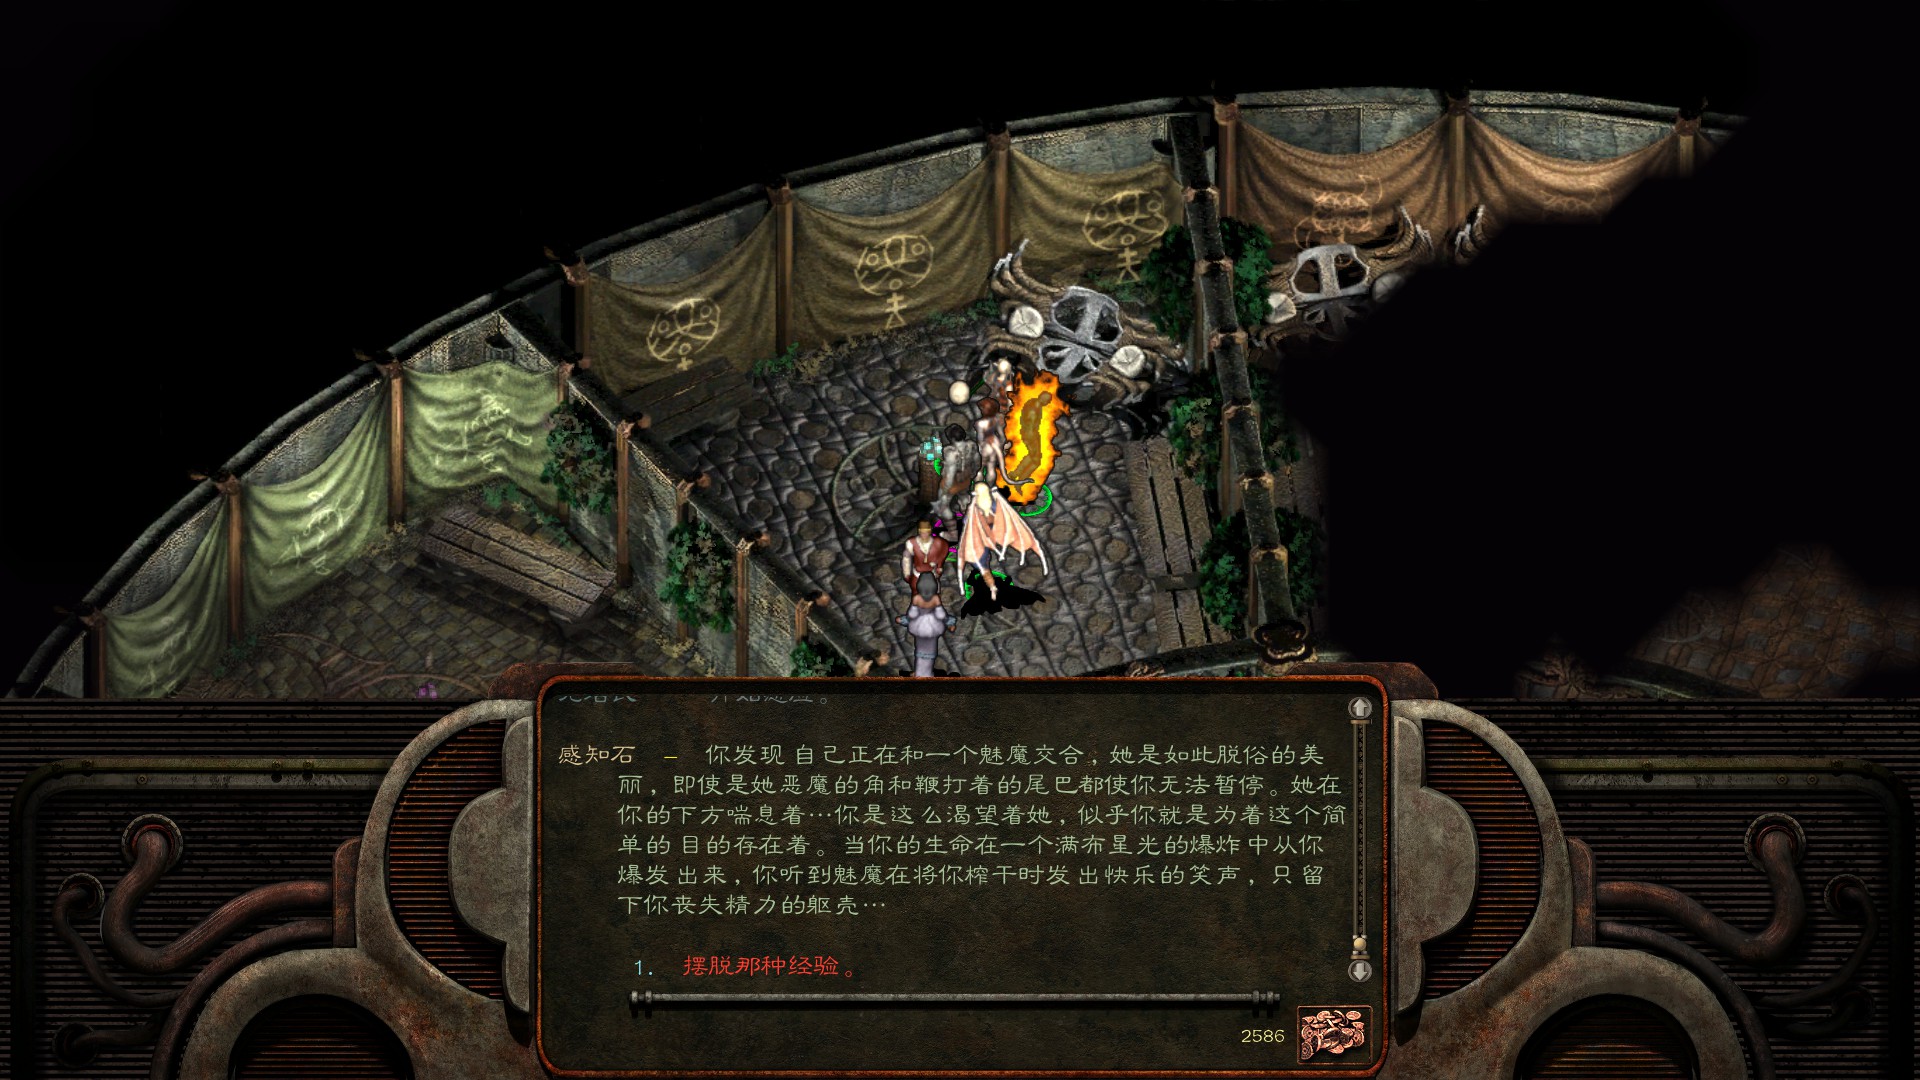 感知石 — 你发现自己正在和一个魅魔交合，她是如此脱俗的美
丽，即使是她恶魔的角和鞭打着的尾巴都使你无法暂停。她在
你的下方喘息着…你是这么渴望着她，似乎你就是为着这个简
单的目的存在着。当你的生命在一个满布星光的爆炸中从你
爆发出来，你听到魅魔在将你榨干时发出快乐的笑声，只留
下你丧失精力的躯壳…
1. 摆脱那种经验。
2586